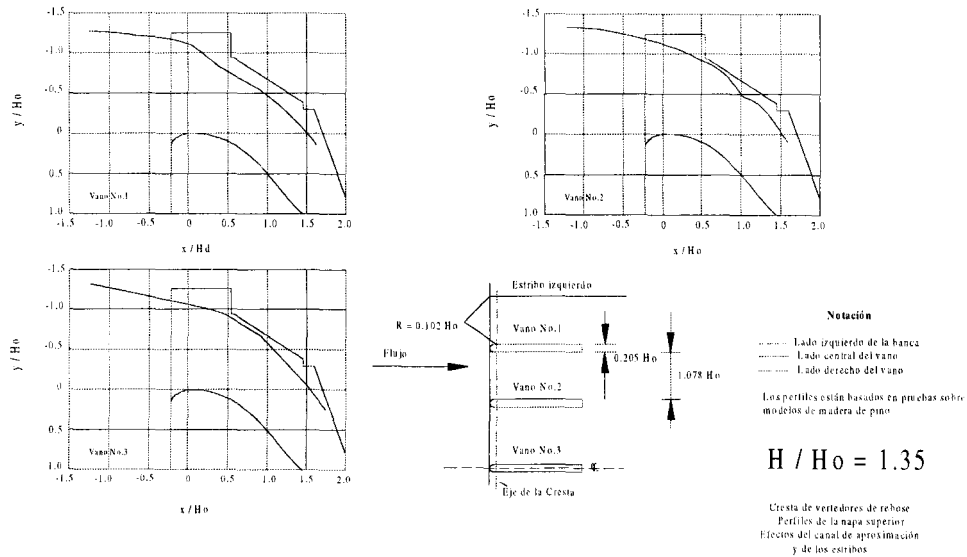 -1.5
-1.0
-0.5
0
0.5
1.0
y / Ho
Vano No.1
-1.5 -1.0 -0.5 0 0.5 1.0 1.5 2.0
x / Hd
-1.5
-1.0
-0.5
0
0.5
1.0
y / Ho
Vano No.2
-1.5 -1.0 -0.5 0 0.5 1.0 1.5 2.0
x / Ho
-1.5
-1.0
-0.5
0
0.5
1.0
y / Ho
Vano No.3
-1.5 -1.0 -0.5 0 0.5 1.0 1.5 2.0
x / Ho
Estribo izquierdo
R = 0.102 Ho
Vano No.1
Flujo
0.205 Ho
1.078 Ho
Vano No.2
Vano No.3
Eje de la Cresta
Notación
Lado izquierdo de la banca
Lado central del vano
Lado derecho del vano
Los perfiles están basados en pruebas sobre
modelos de madera de pino
H / Ho = 1.35
Cresta de vertedores de rebose
Perfiles de la napa superior
Efectos del canal de aproximación
y de los estribos